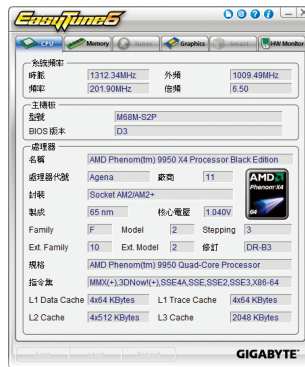 EasyTune5
CPU Memory Tuner Graphics Smart HW Monitor
系統頻率
時脈 1312.34MHz 外頻 1009.49MHz
頻率 201.90MHz 倍頻 6.50
主機板
型號 M68M-S2P
BIOS 版本 D3
處理器
名稱 AMD Phenom(tm) 9950 X4 Processor Black Edition
處理器代號 Agena 廠商 11
AMD
Phenom X4
64
封裝 Socket AM2/AM2+
製成 65 nm 核心電壓 1.040V
Family F Model 2 Stepping 3
Ext. Family 10 Ext. Model 2 修訂 DR-B3
規格 AMD Phenom(tm) 9950 Quad-Core Processor
指令集 MMX(+),3DNow!(+),SSE4A,SSE,SSE2,SSE3,X86-64
L1 Data Cache 4x64 KBytes L1 Trace Cache 4x64 KBytes
L2 Cache 4x512 KBytes L3 Cache 2048 KBytes
Save Load Default
GIGABYTE